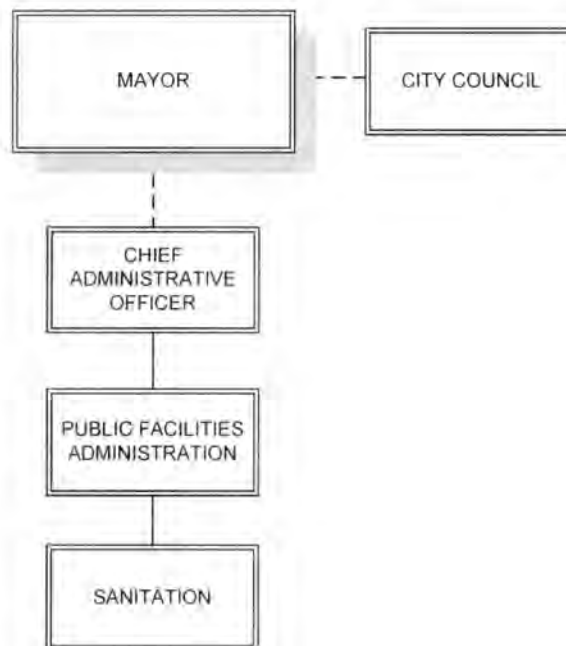 MAYOR
CITY COUNCIL
CHIEF
ADMINISTRATIVE
OFFICER
PUBLIC FACILITIES
ADMINISTRATION
SANITATION